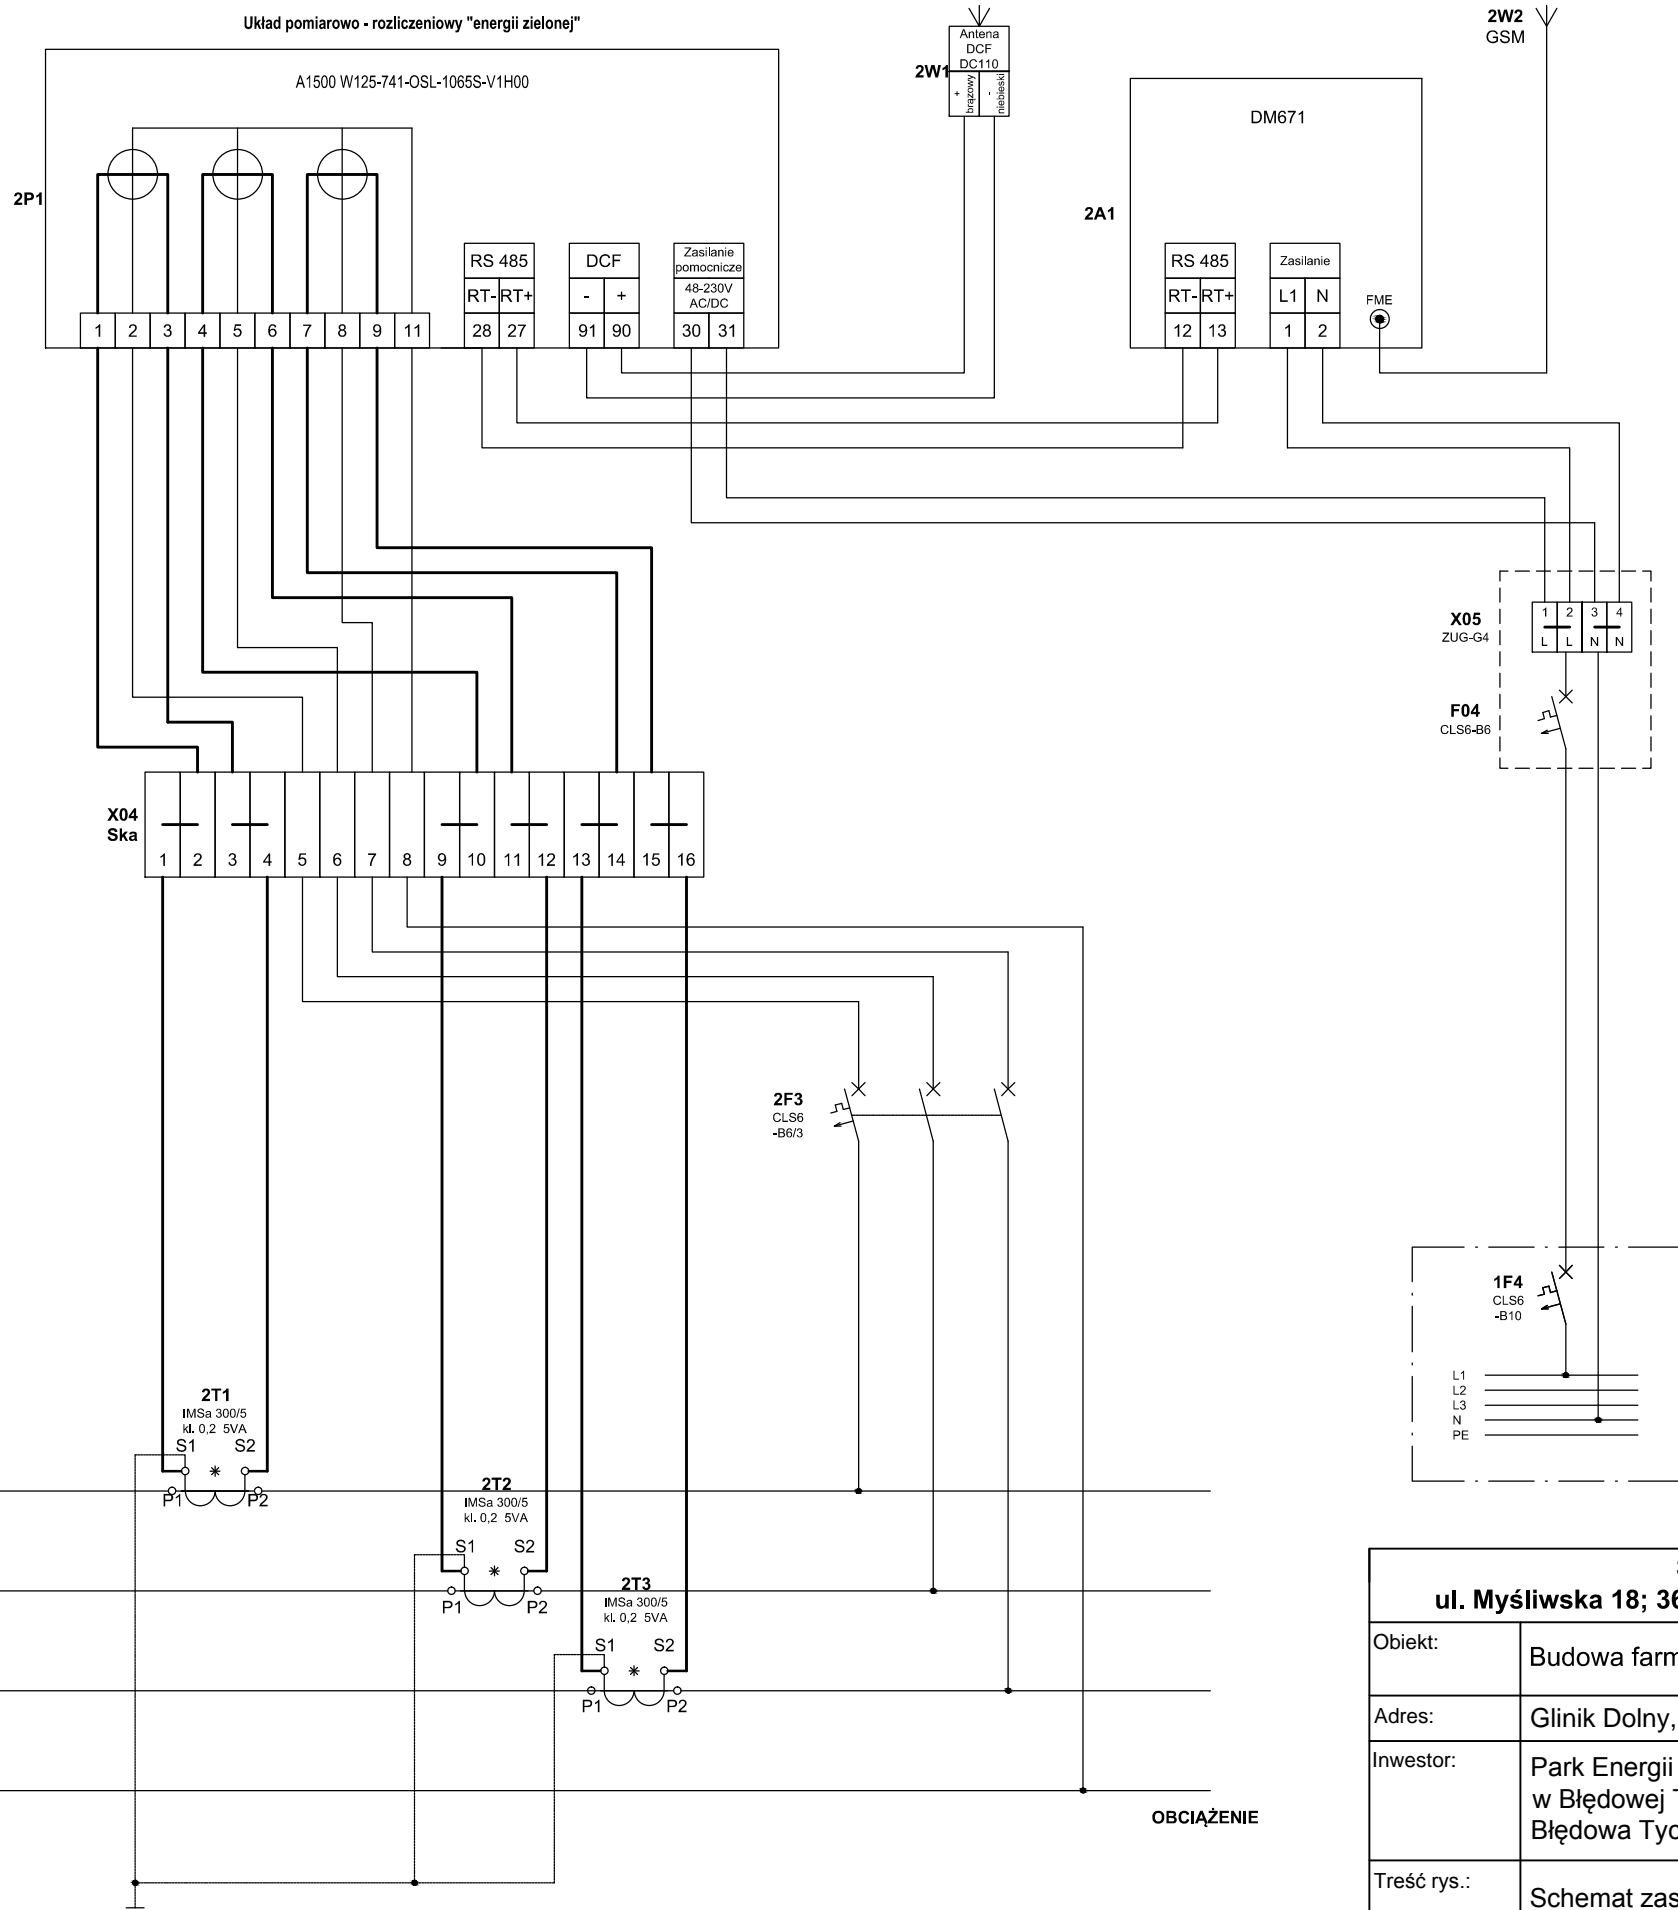 Układ pomiarowo - rozliczeniowy "energii zielonej"
A1500 W125-741-OSL-1065S-V1H00
2P1
RS 485
RT- RT+
DCF
- +
Zasilanie
pomocnicze
48-230V
AC/DC
1 2 3 4 5 6 7 8 9 11
28 27
91 90
30 31
Antena
DCF
DC110
2W1
+
brązowy
-
niebieski
2W2
GSM
DM671
2A1
RS 485
RT- RT+
12 13
Zasilanie
L1 N
1 2
FME
X05
ZUG-G4
1 2 3 4
L L N N
F04
CLS6-B6
X04
Ska
1 2 3 4 5 6 7 8 9 10 11 12 13 14 15 16
2F3
CLS6
-B6/3
1F4
CLS6
-B10
L1
L2
L3
N
PE
2T1
IMSa 300/5
kl. 0,2 5VA
S1 S2
P1 P2
2T2
IMSa 300/5
kl. 0,2 5VA
S1 S2
P1 P2
2T3
IMSa 300/5
kl. 0,2 5VA
S1 S2
P1 P2
OBCIĄŻENIE
ul. Myśliwska 18; 36
Obiekt:
Budowa farm
Adres:
Glinik Dolny,
Inwestor:
Park Energii
w Błędowej T
Błędowa Tyc
Treść rys.:
Schemat zas